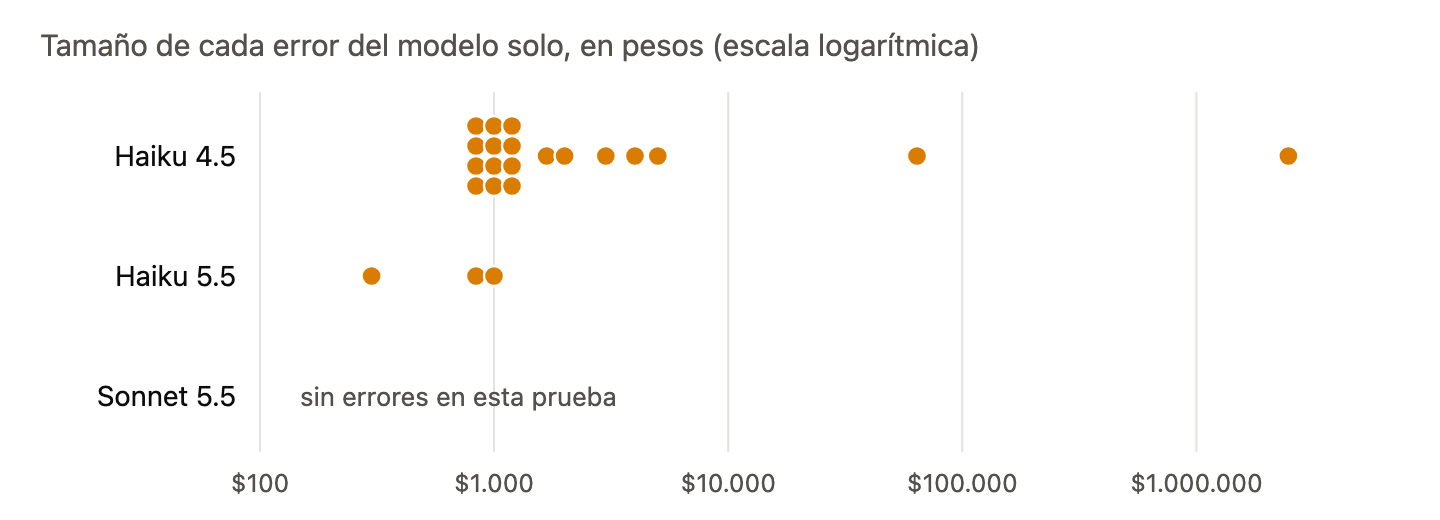 Tamaño de cada error del modelo solo, en pesos (escala logarítmica)
Haiku 4.5
Haiku 5.5
Sonnet 5.5 sin errores en esta prueba
$100 $1.000 $10.000 $100.000 $1.000.000